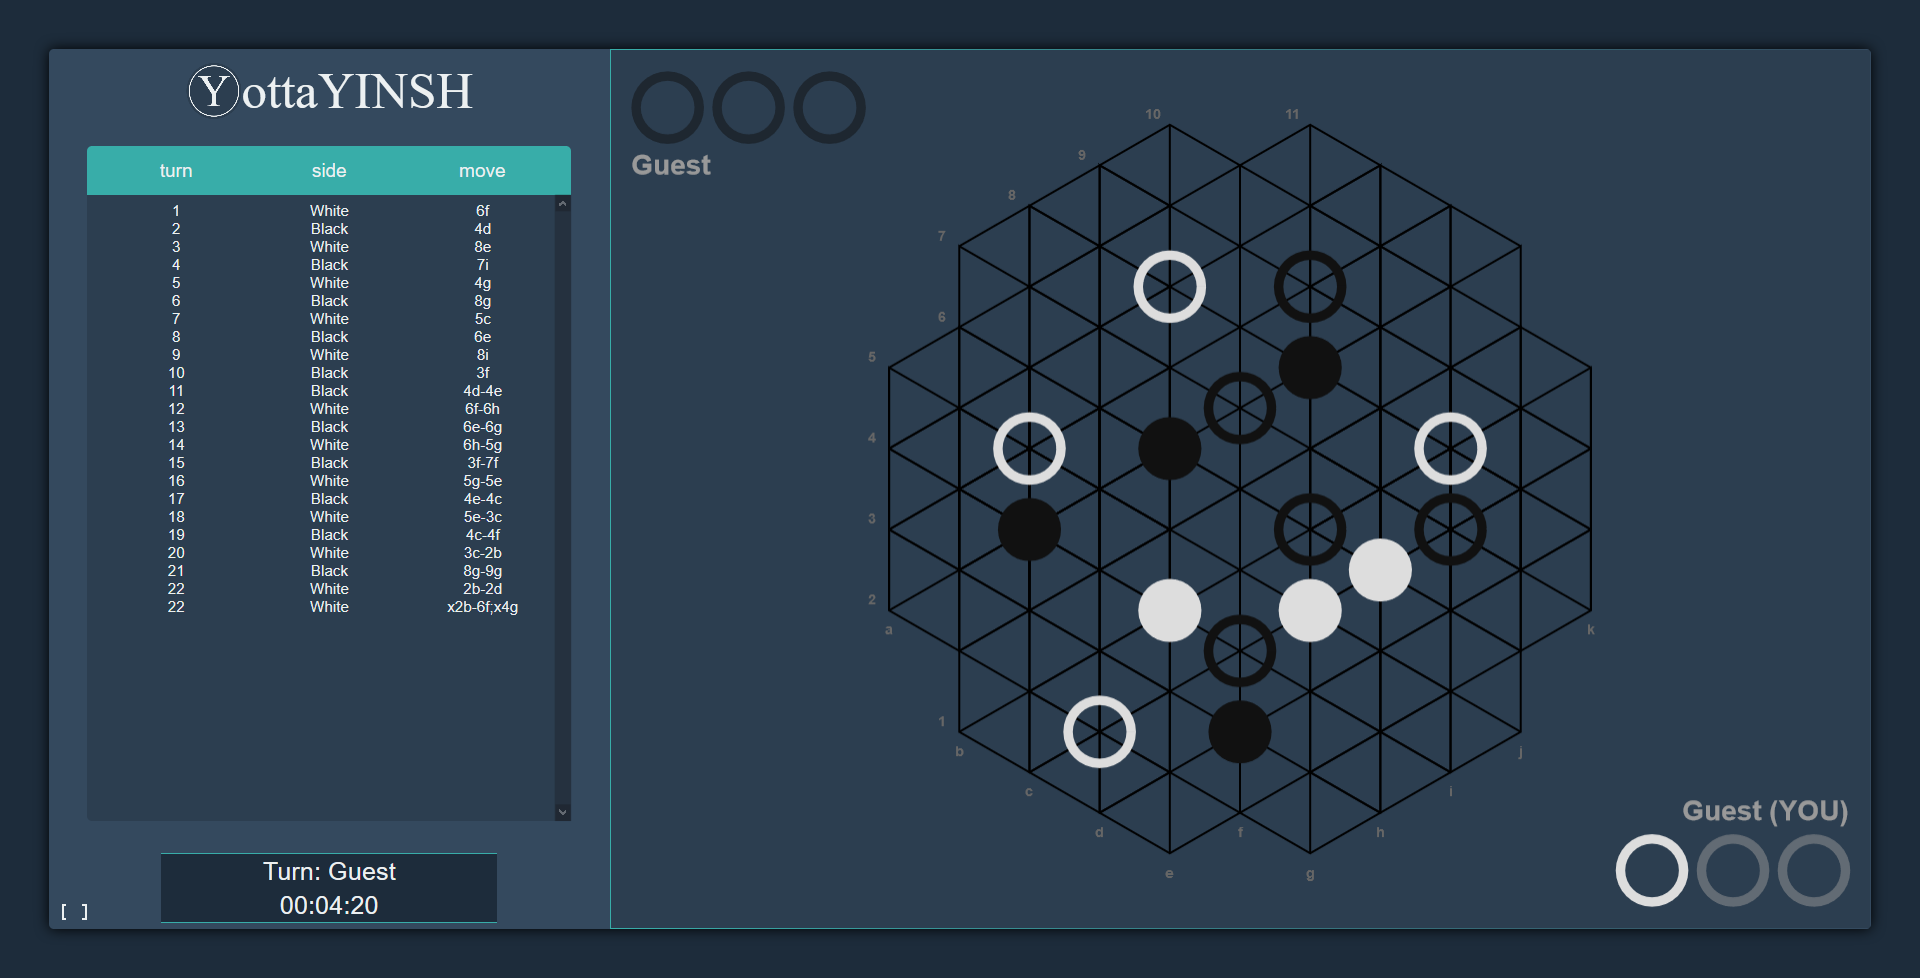 YottaYINSH
turn side move
1 White 6f
2 Black 4d
3 White 8e
4 Black 7i
5 White 4g
6 Black 8g
7 White 5c
8 Black 6e
9 White 8i
10 Black 3f
11 Black 4d-4e
12 White 6f-6h
13 Black 6e-6g
14 White 6h-5g
15 Black 3f-7f
16 White 5g-5e
17 Black 4e-4c
18 White 5e-3c
19 Black 4c-4f
20 White 3c-2b
21 Black 8g-9g
22 White 2b-2d
22 White x2b-6f;x4g
Turn: Guest
00:04:20
[ ]
Guest
10 11
9
8
7
6
5
4
3
2
a k
1
b j
c i
d f h
e g
Guest (YOU)